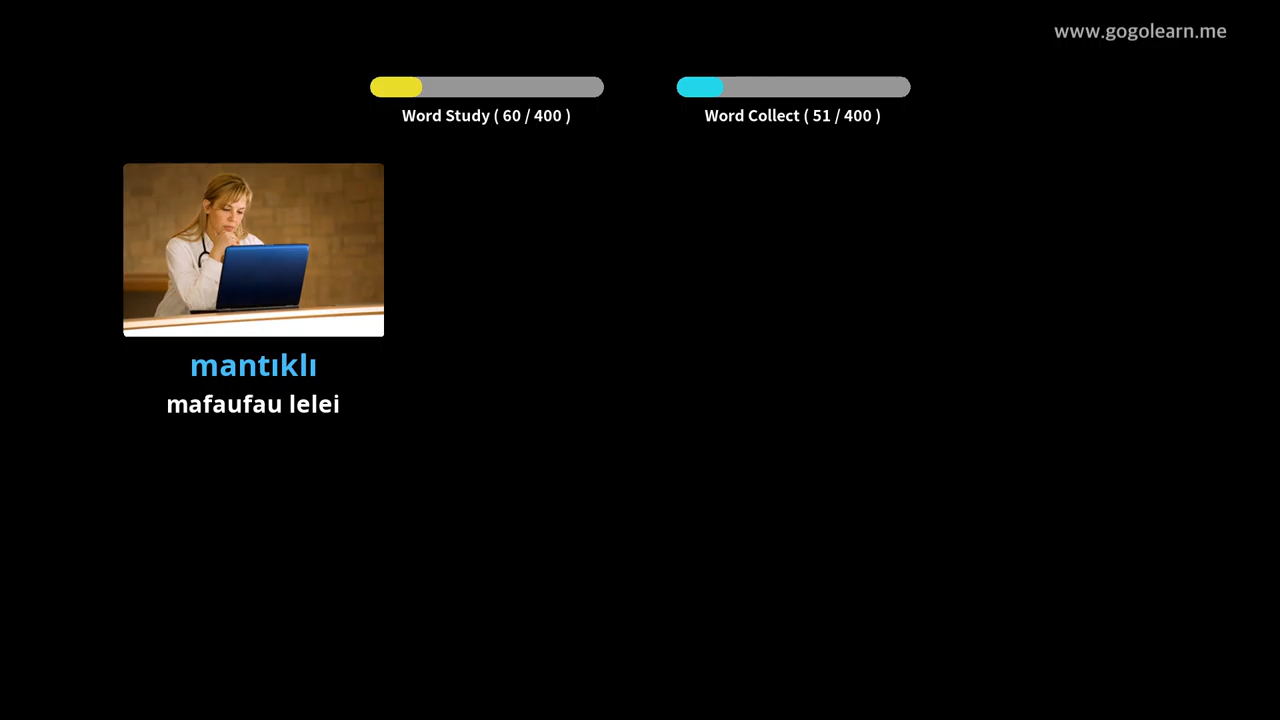 www.gogolearn.me
Word Study ( 60 / 400 )
Word Collect ( 51 / 400 )
mantıklı
mafaufau lelei